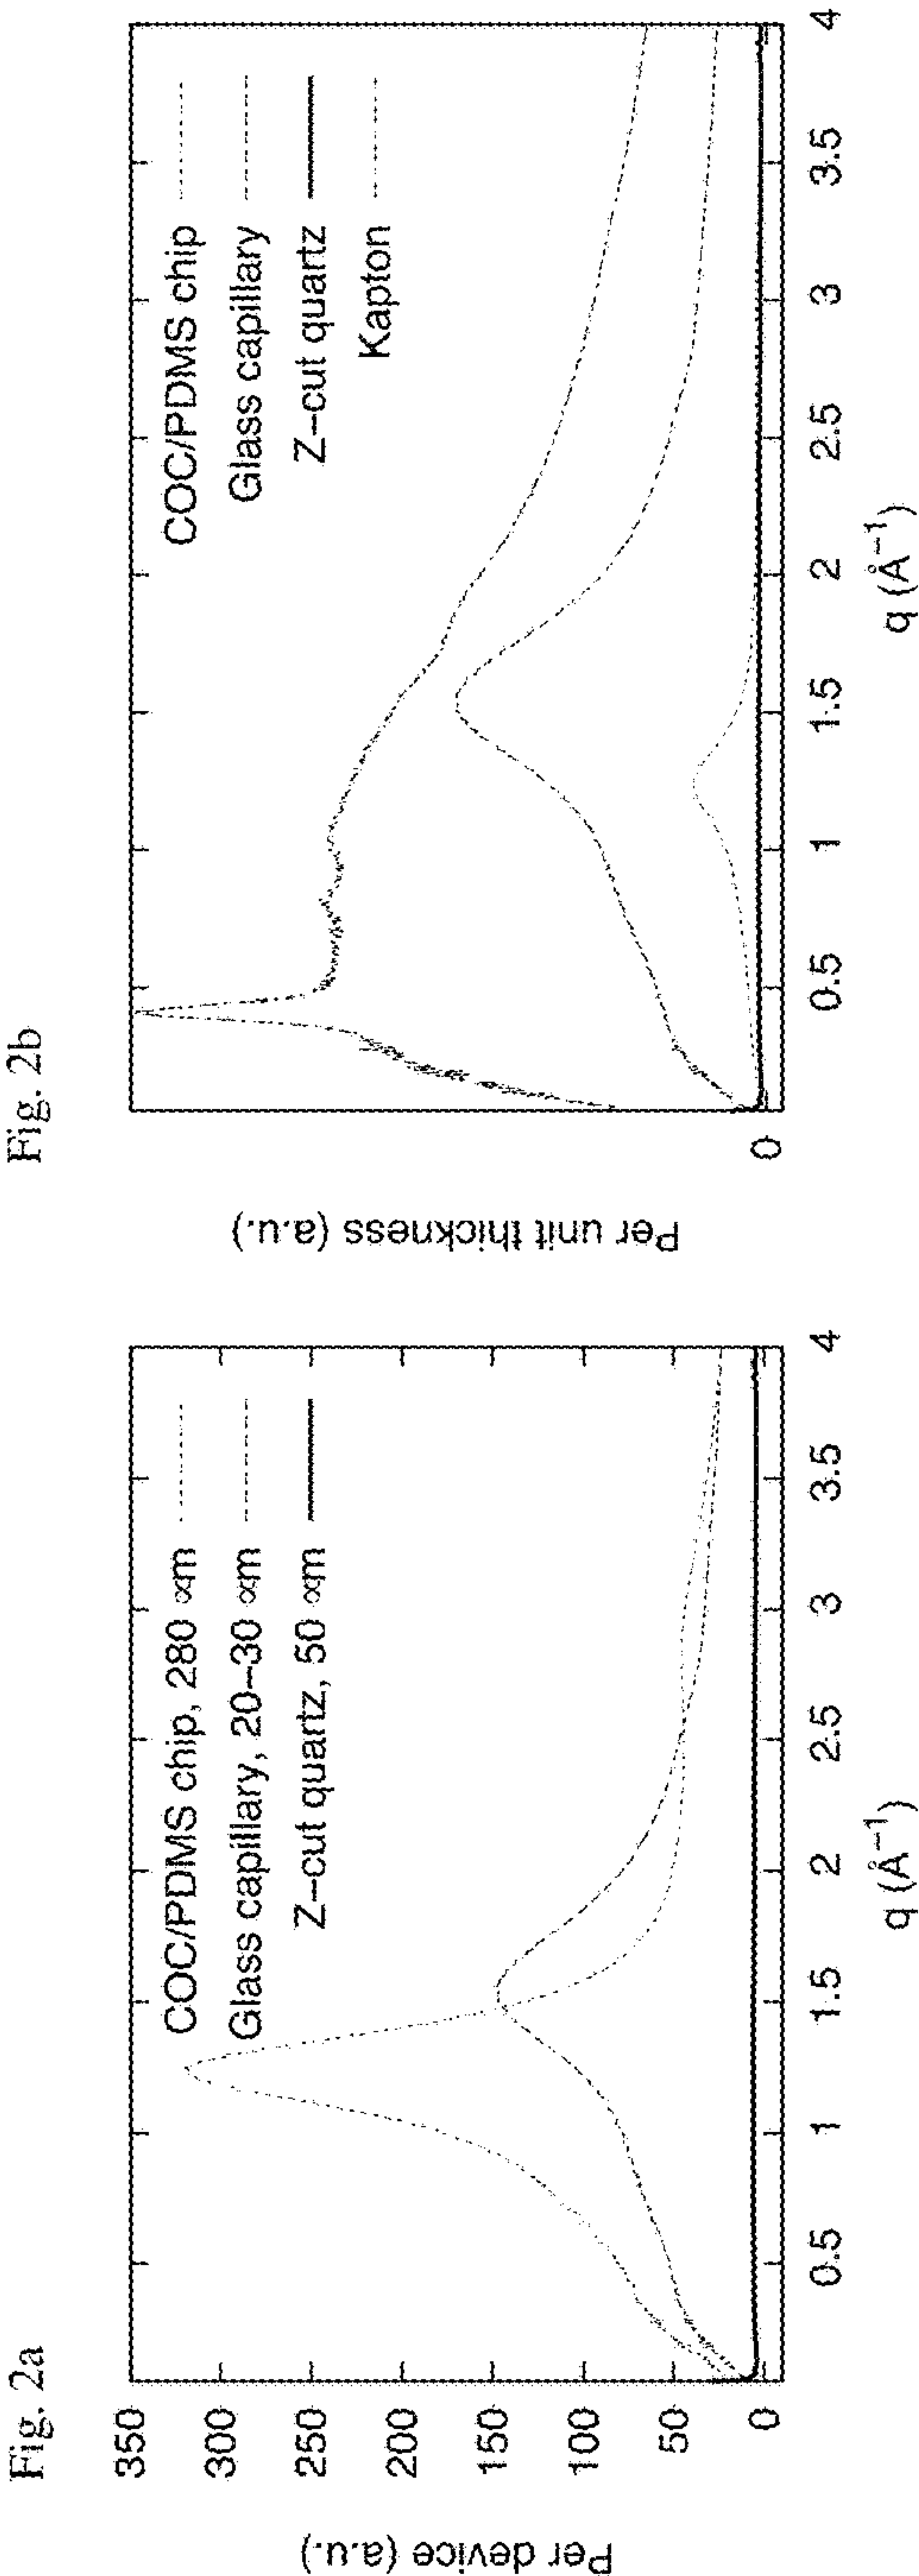 Fig. 2a
Per device (a.u.)
350
300
250
200
150
100
50
0
COC/PDMS chip, 280 ∝m
Glass capillary, 20–30 ∝m
Z–cut quartz, 50 ∝m
0.5
1
1.5
2
2.5
3
3.5
4
q (Å⁻¹)
Fig. 2b
Per unit thickness (a.u.)
0
COC/PDMS chip
Glass capillary
Z–cut quartz
Kapton
0.5
1
1.5
2
2.5
3
3.5
4
q (Å⁻¹)